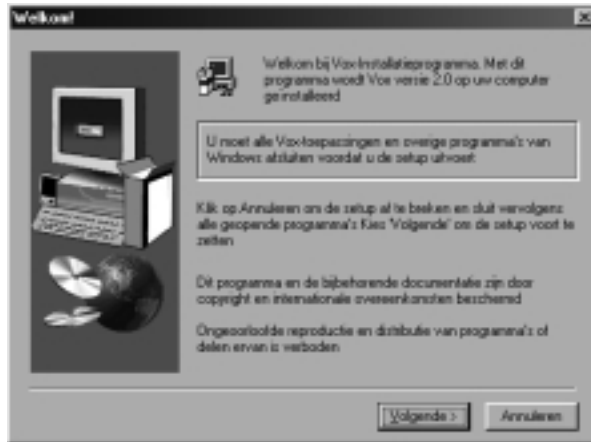 Welkom!
Welkom bij Vox-Installatieprogramma. Met dit
programma wordt Vox versie 2.0 op uw computer
geïnstalleerd
U moet alle Vox-toepassingen en overige programma's van
Windows afsluiten voordat u de setup uitvoert
Klik op Annuleren om de setup af te breken en sluit vervolgens
alle geopende programma's Kies 'Volgende' om de setup voort te
zetten
Dit programma en de bijbehorende documentatie zijn door
copyright en internationale overeenkomsten beschermd
Ongeoorloofde reproductie en distributie van programma's of
delen ervan is verboden
Volgende >
Annuleren